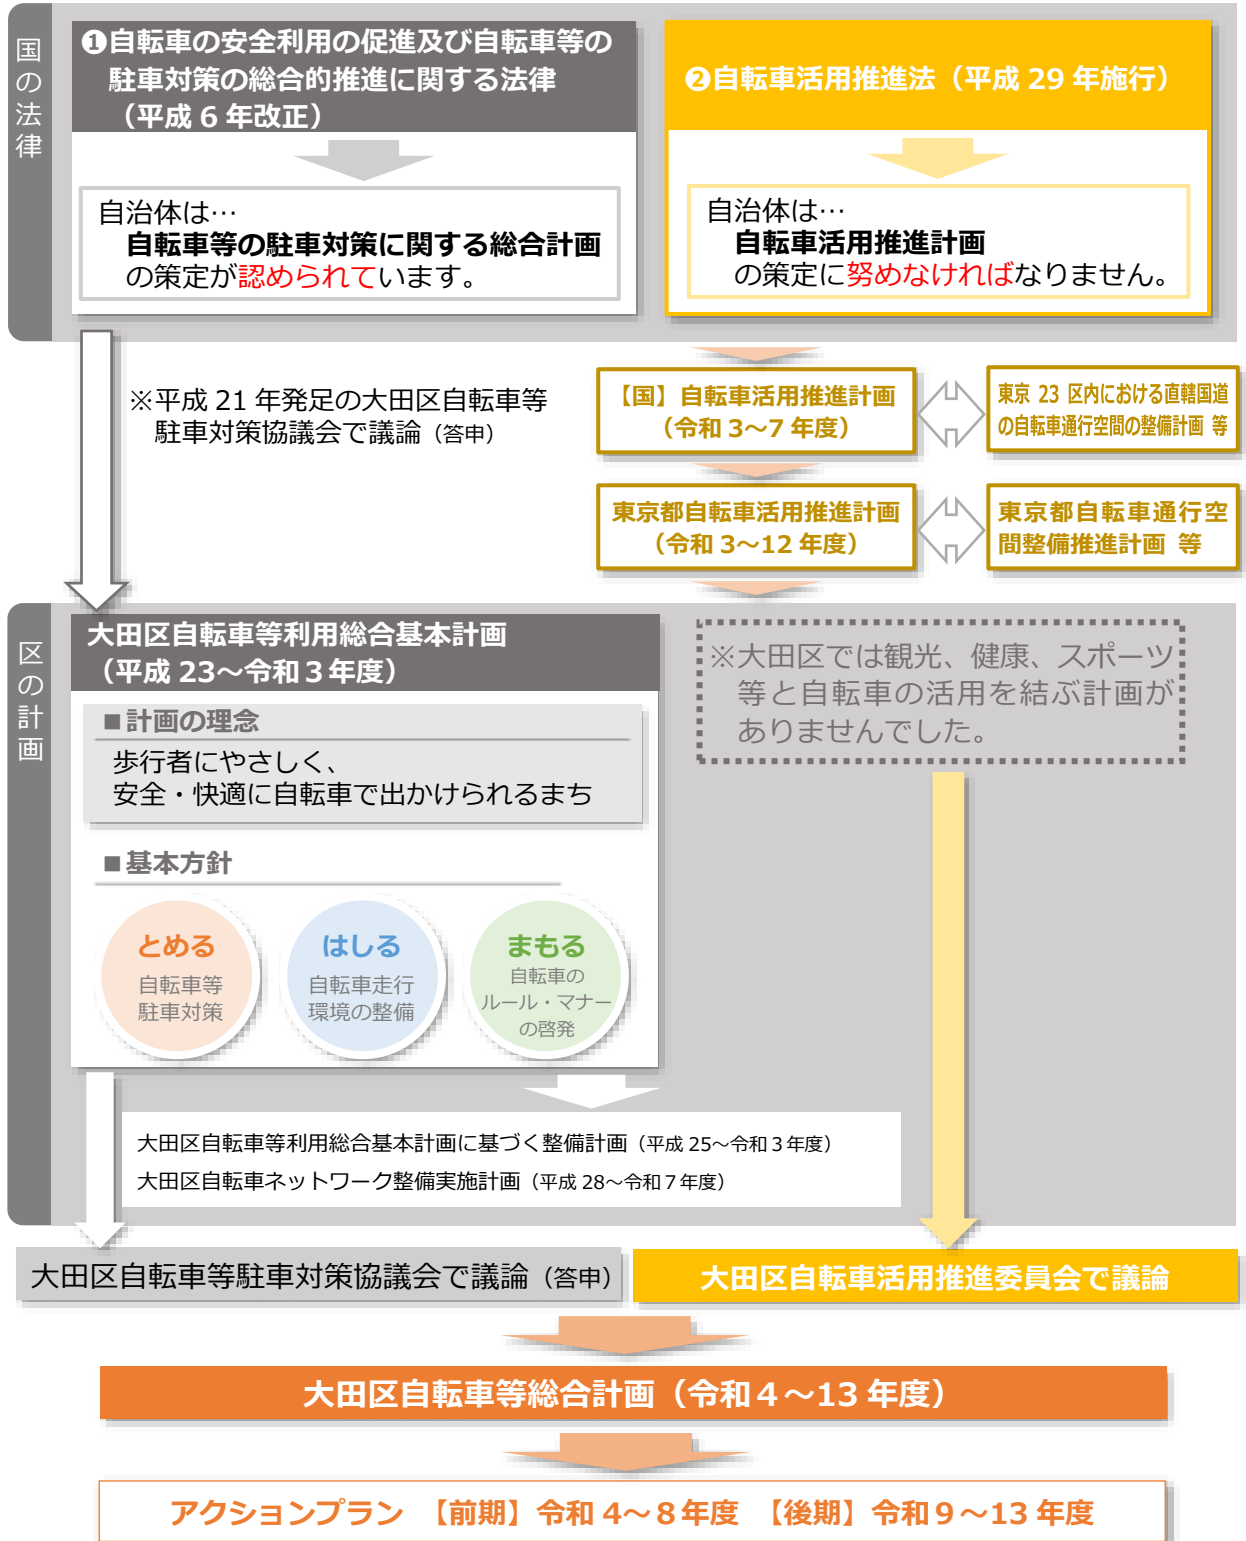 国の法律
❶自転車の安全利用の促進及び自転車等の
駐車対策の総合的推進に関する法律
（平成 6 年改正）
自治体は…
自転車等の駐車対策に関する総合計画
の策定が認められています。
❷自転車活用推進法（平成 29 年施行）
自治体は…
自転車活用推進計画
の策定に努めなければなりません。
※平成 21 年発足の大田区自転車等
駐車対策協議会で議論（答申）
【国】自転車活用推進計画
（令和 3～7 年度）
東京 23 区内における直轄国道
の自転車通行空間の整備計画 等
東京都自転車活用推進計画
（令和 3～12 年度）
東京都自転車通行空
間整備推進計画 等
区の計画
大田区自転車等利用総合基本計画
（平成 23～令和３年度）
■計画の理念
歩行者にやさしく、
安全・快適に自転車で出かけられるまち
■基本方針
とめる
自転車等
駐車対策
はしる
自転車走行
環境の整備
まもる
自転車の
ルール・マナー
の啓発
※大田区では観光、健康、スポーツ
等と自転車の活用を結ぶ計画が
ありませんでした。
大田区自転車等利用総合基本計画に基づく整備計画（平成 25～令和３年度）
大田区自転車ネットワーク整備実施計画（平成 28～令和７年度）
大田区自転車等駐車対策協議会で議論（答申）
大田区自転車活用推進委員会で議論
大田区自転車等総合計画（令和４～13 年度）
アクションプラン 【前期】令和 4～８年度 【後期】令和９～13 年度